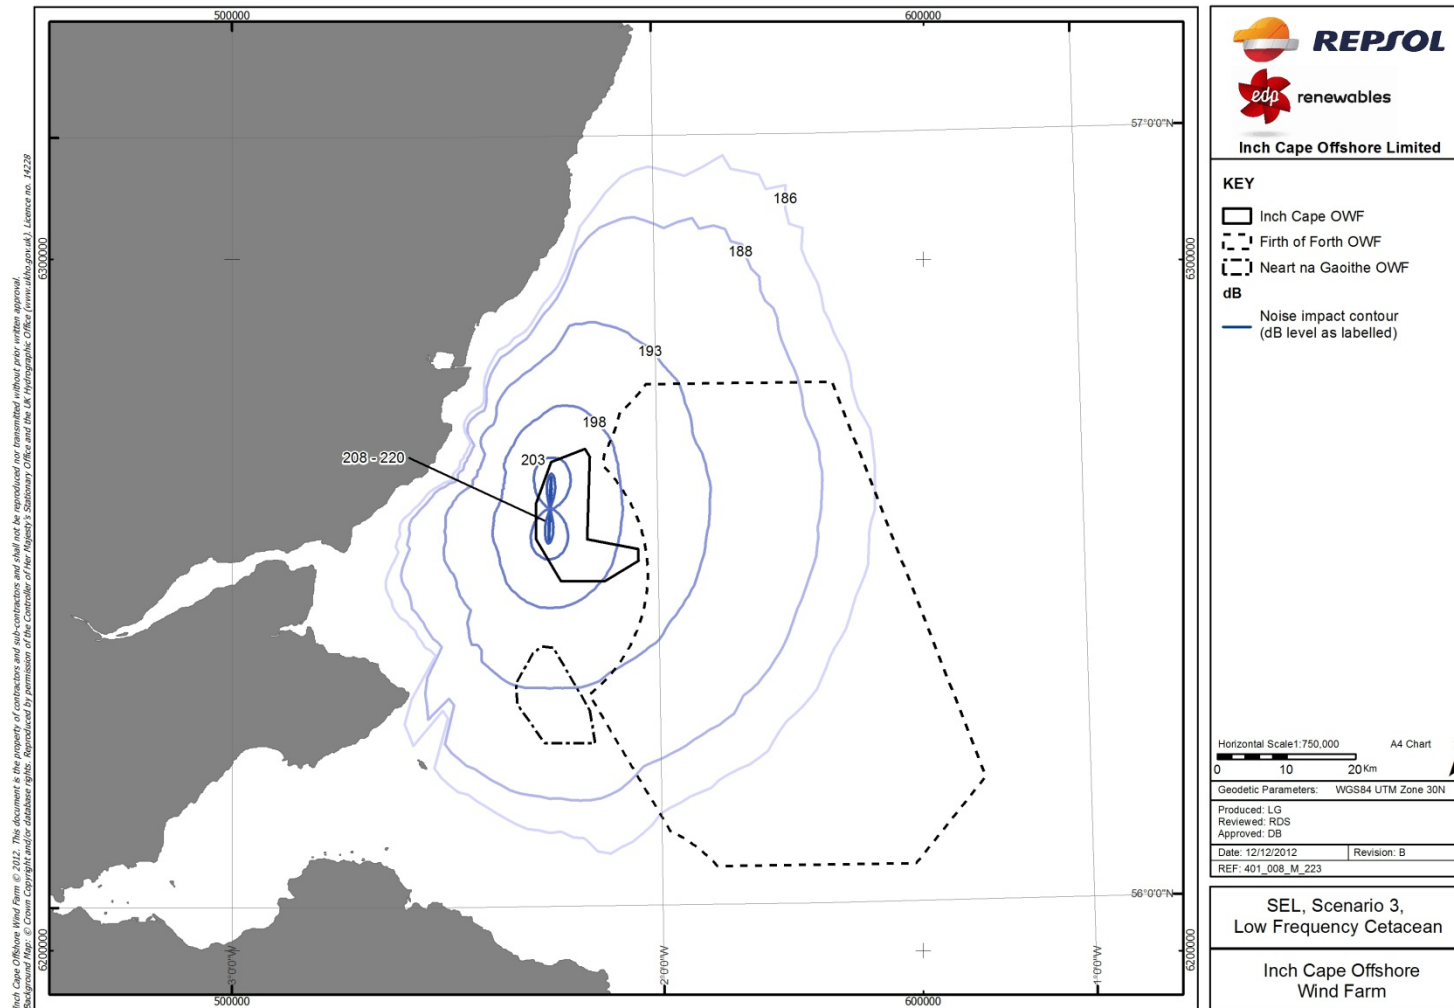 500000
600000
57°0'0"N
6300000
6300000
186
188
193
198
203
208 - 220
56°0'0"N
6200000
6200000
3°0'0"W
2°0'0"W
1°0'0"W
500000
600000
Inch Cape Offshore Wind Farm © 2012. This document is the property of contractors and sub-contractors and shall not be reproduced nor transmitted without prior written approval.
Background Map: © Crown Copyright and/or database rights. Reproduced by permission of the Controller of Her Majesty's Stationary Office and the UK Hydrographic Office (www.ukho.gov.uk). Licence no. 14228
REPSOL
edp renewables
Inch Cape Offshore Limited
KEY
Inch Cape OWF
Firth of Forth OWF
Neart na Gaoithe OWF
dB
Noise impact contour
(dB level as labelled)
Horizontal Scale1:750,000 A4 Chart
0 10 20 Km
Geodetic Parameters: WGS84 UTM Zone 30N
Produced: LG
Reviewed: RDS
Approved: DB
Date: 12/12/2012 Revision: B
REF: 401_008_M_223
SEL, Scenario 3,
Low Frequency Cetacean
Inch Cape Offshore
Wind Farm